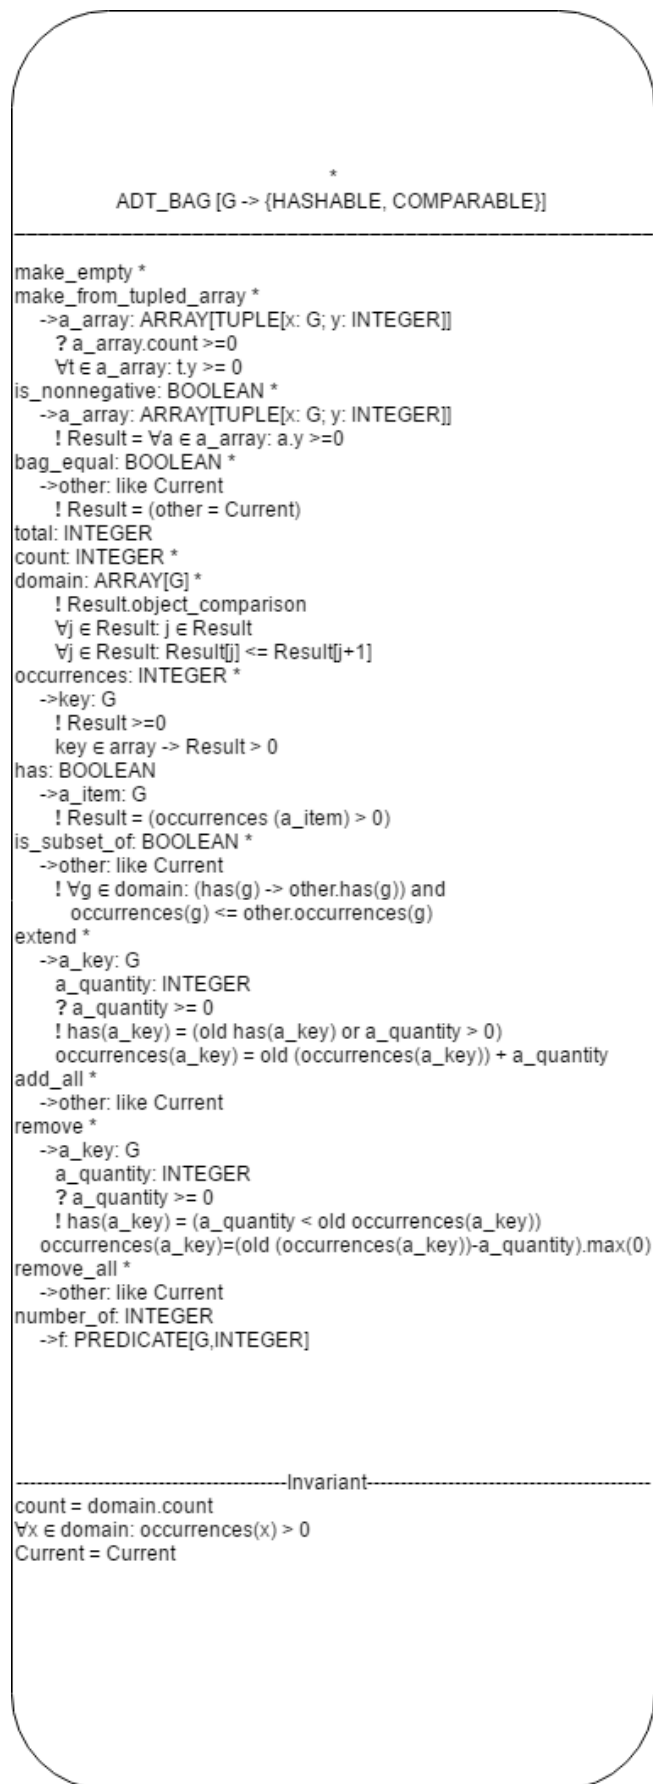 *
ADT_BAG [G -> {HASHABLE, COMPARABLE}]
make_empty *
make_from_tupled_array *
->a_array: ARRAY[TUPLE[x: G; y: INTEGER]]
? a_array.count >=0
∀t ∈ a_array: t.y >= 0
is_nonnegative: BOOLEAN *
->a_array: ARRAY[TUPLE[x: G; y: INTEGER]]
! Result = ∀a ∈ a_array: a.y >=0
bag_equal: BOOLEAN *
->other: like Current
! Result = (other = Current)
total: INTEGER
count: INTEGER *
domain: ARRAY[G] *
! Result.object_comparison
∀j ∈ Result: j ∈ Result
∀j ∈ Result: Result[j] <= Result[j+1]
occurrences: INTEGER *
->key: G
! Result >=0
key ∈ array -> Result > 0
has: BOOLEAN
->a_item: G
! Result = (occurrences (a_item) > 0)
is_subset_of: BOOLEAN *
->other: like Current
! ∀g ∈ domain: (has(g) -> other.has(g)) and
occurrences(g) <= other.occurrences(g)
extend *
->a_key: G
a_quantity: INTEGER
? a_quantity >= 0
! has(a_key) = (old has(a_key) or a_quantity > 0)
occurrences(a_key) = old (occurrences(a_key)) + a_quantity
add_all *
->other: like Current
remove *
->a_key: G
a_quantity: INTEGER
? a_quantity >= 0
! has(a_key) = (a_quantity < old occurrences(a_key))
occurrences(a_key)=(old (occurrences(a_key))-a_quantity).max(0)
remove_all *
->other: like Current
number_of: INTEGER
->f: PREDICATE[G,INTEGER]
-----------------------------------------Invariant-------------------------------------------
count = domain.count
∀x ∈ domain: occurrences(x) > 0
Current = Current